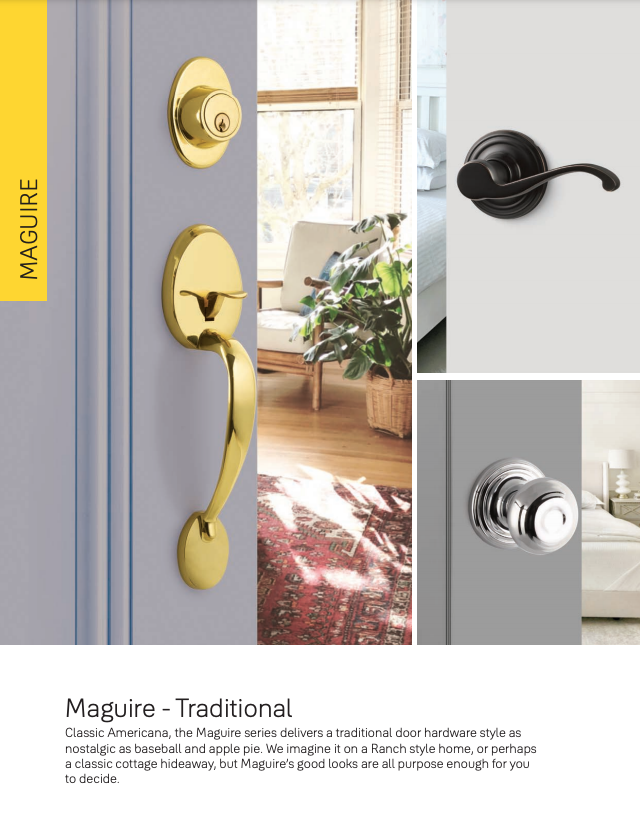 MAGUIRE
Maguire - Traditional
Classic Americana, the Maguire series delivers a traditional door hardware style as
nostalgic as baseball and apple pie. We imagine it on a Ranch style home, or perhaps
a classic cottage hideaway, but Maguire's good looks are all purpose enough for you
to decide.